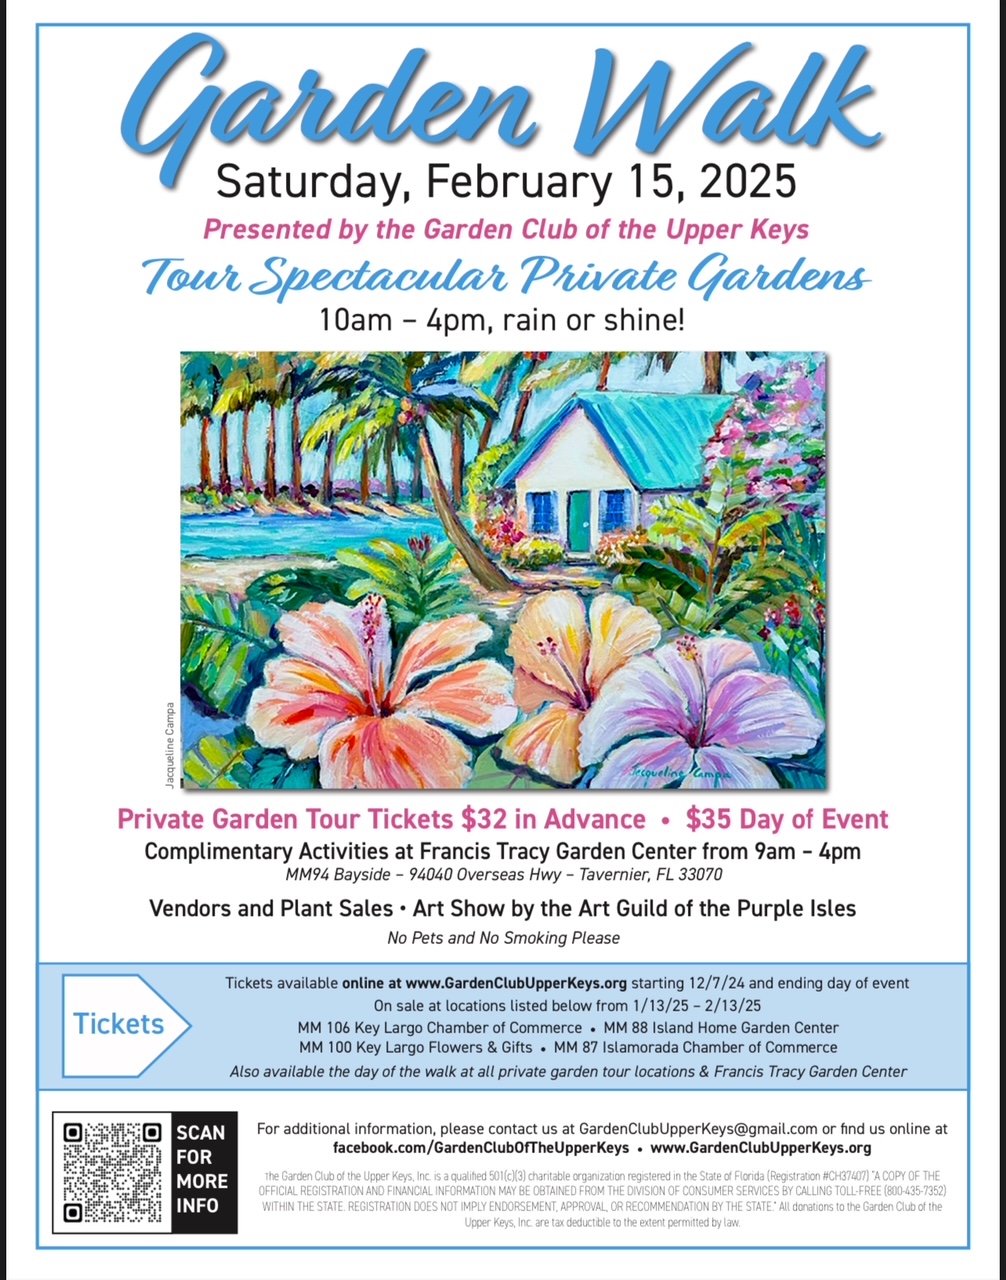 Garden Walk
Saturday, February 15, 2025
Presented by the Garden Club of the Upper Keys
Tour Spectacular Private Gardens
10am – 4pm, rain or shine!
Jacqueline Campa
Jacqueline Campa
Private Garden Tour Tickets $32 in Advance • $35 Day of Event
Complimentary Activities at Francis Tracy Garden Center from 9am – 4pm
MM94 Bayside – 94040 Overseas Hwy – Tavernier, FL 33070
Vendors and Plant Sales • Art Show by the Art Guild of the Purple Isles
No Pets and No Smoking Please
Tickets
Tickets available online at www.GardenClubUpperKeys.org starting 12/7/24 and ending day of event
On sale at locations listed below from 1/13/25 – 2/13/25
MM 106 Key Largo Chamber of Commerce • MM 88 Island Home Garden Center
MM 100 Key Largo Flowers & Gifts • MM 87 Islamorada Chamber of Commerce
Also available the day of the walk at all private garden tour locations & Francis Tracy Garden Center
SCAN
FOR
MORE
INFO
For additional information, please contact us at GardenClubUpperKeys@gmail.com or find us online at
facebook.com/GardenClubOfTheUpperKeys • www.GardenClubUpperKeys.org
The Garden Club of the Upper Keys, Inc. is a qualified 501(c)(3) charitable organization registered in the State of Florida (Registration #CH37407) "A COPY OF THE
OFFICIAL REGISTRATION AND FINANCIAL INFORMATION MAY BE OBTAINED FROM THE DIVISION OF CONSUMER SERVICES BY CALLING TOLL-FREE (800-435-7352)
WITHIN THE STATE. REGISTRATION DOES NOT IMPLY ENDORSEMENT, APPROVAL, OR RECOMMENDATION BY THE STATE." All donations to the Garden Club of the
Upper Keys, Inc. are tax deductible to the extent permitted by law.